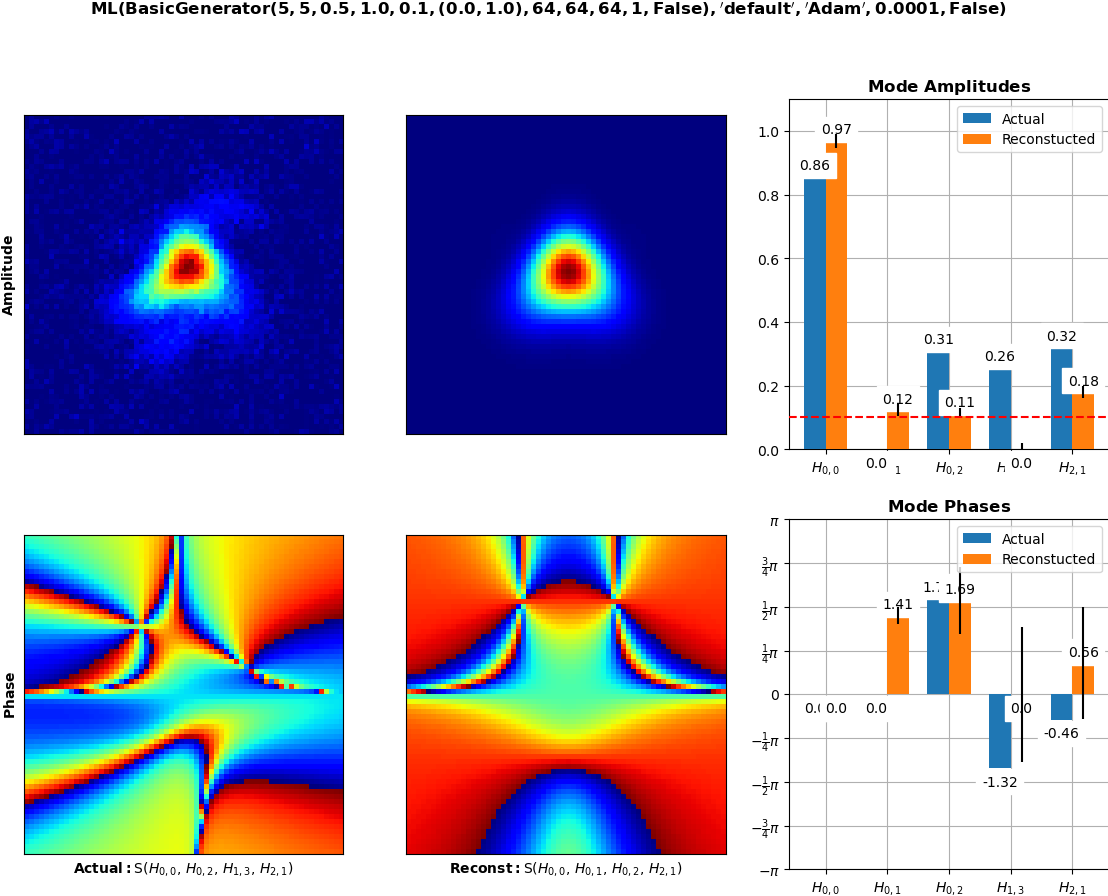 ML(BasicGenerator(5, 5, 0.5, 1.0, 0.1, (0.0, 1.0), 64, 64, 64, 1, False), ′default′, ′Adam′, 0.0001, False)
Amplitude
Mode Amplitudes
Actual
Reconstucted
1.0
0.8
0.6
0.4
0.2
0.0
0.86
0.97
0.0
0.12
0.31
0.11
0.26
0.0
0.32
0.18
H0,0
1
H0,2
H2,1
Phase
Actual: S(H0,0, H0,2, H1,3, H2,1)
Reconst: S(H0,0, H0,1, H0,2, H2,1)
Mode Phases
Actual
Reconstucted
π
3/4π
1/2π
1/4π
0
−1/4π
−1/2π
−3/4π
−π
0.0
0.0
1.41
1.69
-1.32
0.0
-0.46
0.56
H0,0
H0,1
H0,2
H1,3
H2,1